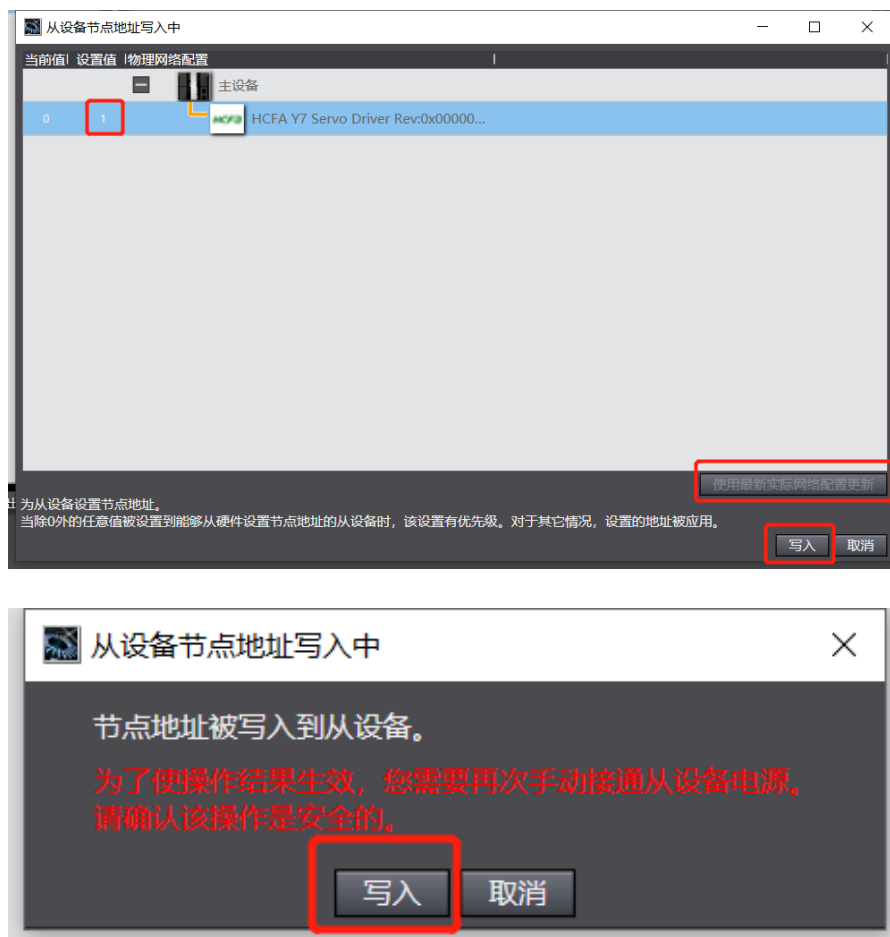 从设备节点地址写入中
当前值 设置值 物理网络配置
主设备
0 1 HCFA HCFA Y7 Servo Driver Rev:0x00000...
使用最新实际网络配置更新
为从设备设置节点地址。
当除0外的任意值被设置到能够从硬件设置节点地址的从设备时，该设置有优先级。对于其它情况，设置的地址被应用。
写入 取消
从设备节点地址写入中
节点地址被写入到从设备。
为了使操作结果生效，您需要再次手动接通从设备电源。
请确认该操作是安全的。
写入 取消